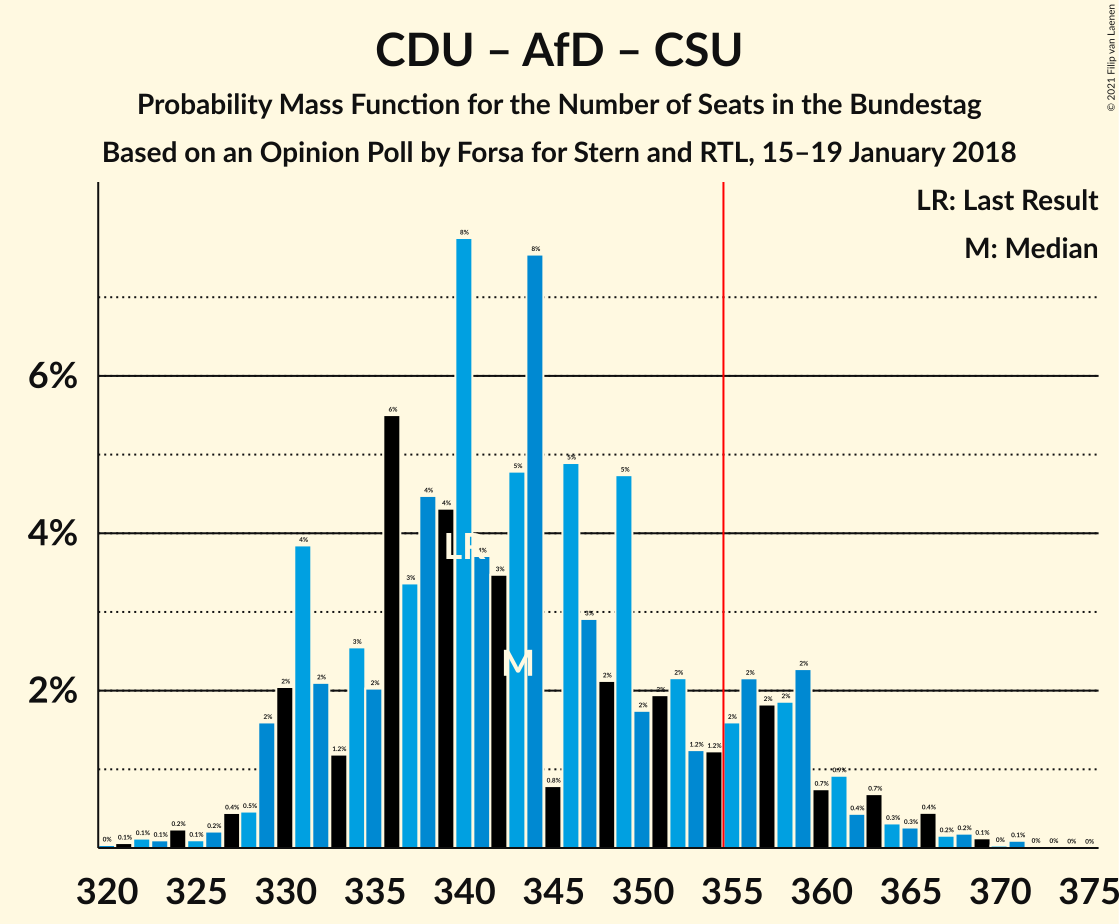 CDU – AfD – CSU
Probability Mass Function for the Number of Seats in the Bundestag
Based on an Opinion Poll by Forsa for Stern and RTL, 15–19 January 2018
© 2021 Filip van Laenen
LR: Last Result
M: Median
6%
4%
2%
0% 0.1% 0.1% 0.1% 0.2% 0.1% 0.2% 0.4% 0.5% 2% 2% 4% 2% 1.2% 3% 2% 6% 3% 4% 4% 8% 4% 3% 5% 8% 0.8% 5% 3% 2% 5% 2% 2% 2% 1.2% 1.2% 2% 2% 2% 2% 2% 0.7% 0.9% 0.4% 0.7% 0.3% 0.3% 0.4% 0.2% 0.2% 0.1% 0% 0.1% 0% 0% 0% 0%
LR
M
320 325 330 335 340 345 350 355 360 365 370 375